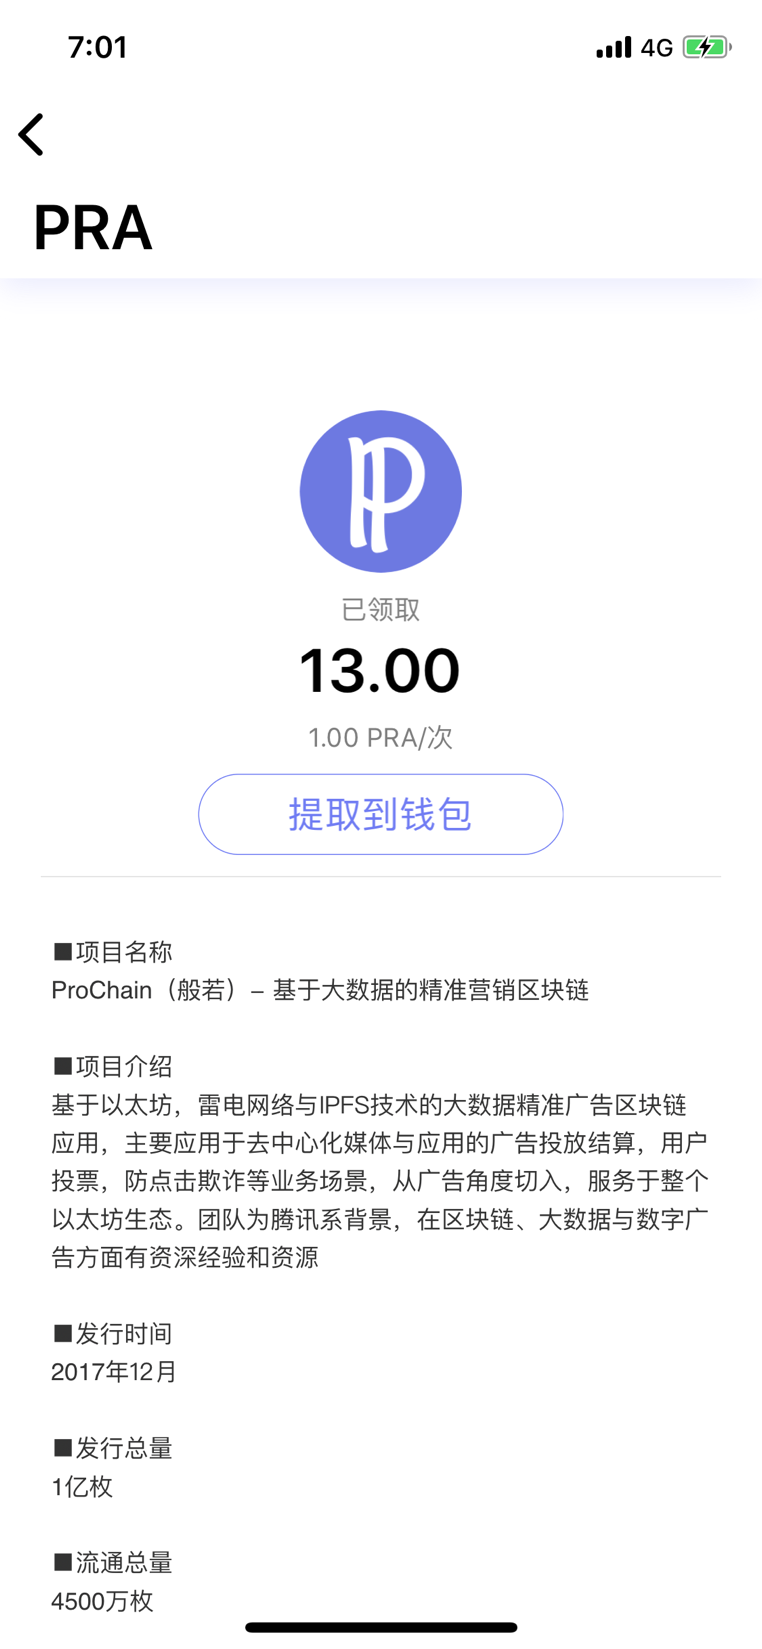 7:01
4G
PRA
已领取
13.00
1.00 PRA/次
提取到钱包
■项目名称
ProChain（般若）– 基于大数据的精准营销区块链
■项目介绍
基于以太坊，雷电网络与IPFS技术的大数据精准广告区块链
应用，主要应用于去中心化媒体与应用的广告投放结算，用户
投票，防点击欺诈等业务场景，从广告角度切入，服务于整个
以太坊生态。团队为腾讯系背景，在区块链、大数据与数字广
告方面有资深经验和资源
■发行时间
2017年12月
■发行总量
1亿枚
■流通总量
4500万枚